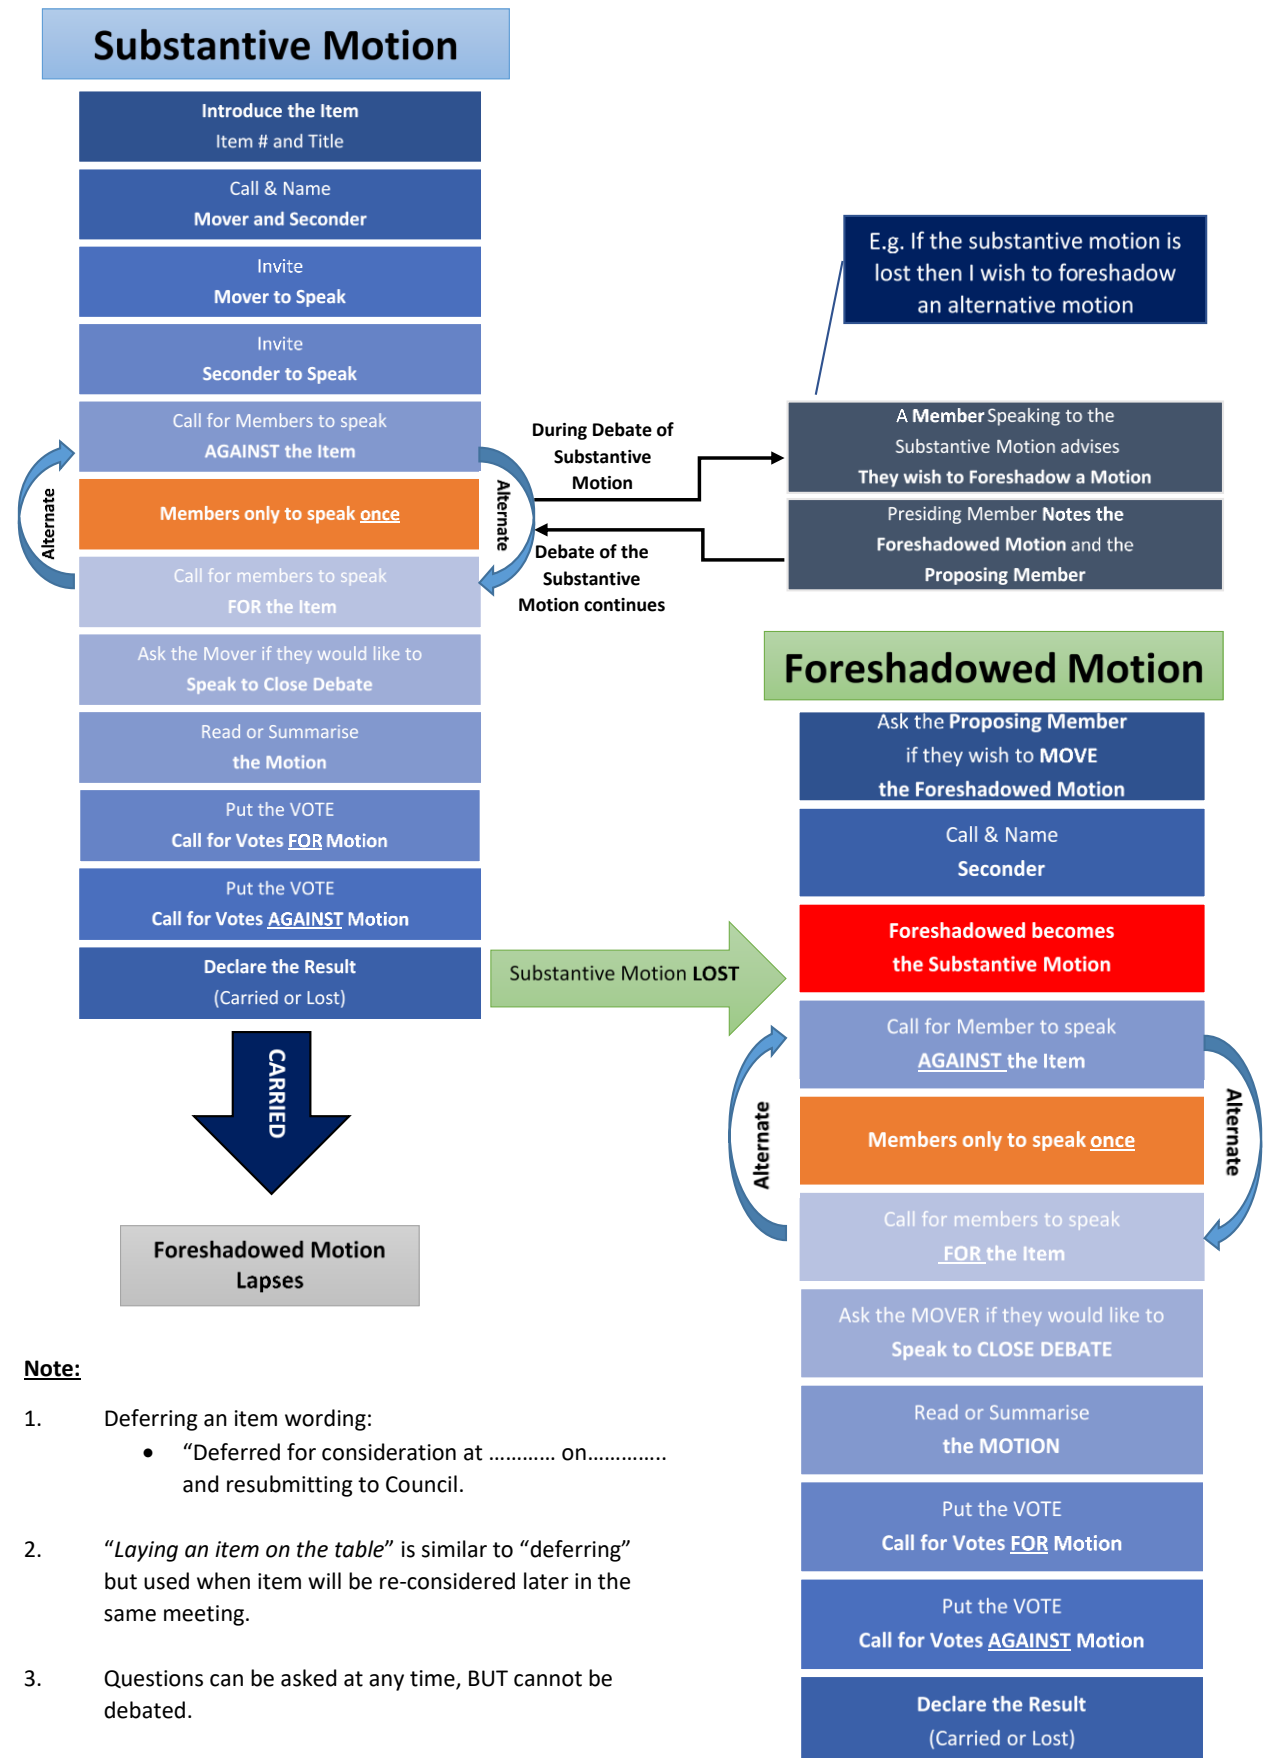 Substantive Motion
Introduce the Item
Item # and Title
Call & Name
Mover and Seconder
Invite
Mover to Speak
Invite
Seconder to Speak
Call for Members to speak
AGAINST the Item
Alternate
Members only to speak once
Alternate
Call for members to speak
FOR the Item
Ask the Mover if they would like to
Speak to Close Debate
Read or Summarise
the Motion
Put the VOTE
Call for Votes FOR Motion
Put the VOTE
Call for Votes AGAINST Motion
Declare the Result
(Carried or Lost)
CARRIED
Foreshadowed Motion
Lapses
During Debate of
Substantive
Motion
Debate of the
Substantive
Motion continues
E.g. If the substantive motion is
lost then I wish to foreshadow
an alternative motion
A Member Speaking to the
Substantive Motion advises
They wish to Foreshadow a Motion
Presiding Member Notes the
Foreshadowed Motion and the
Proposing Member
Substantive Motion LOST
Foreshadowed Motion
Ask the Proposing Member
if they wish to MOVE
the Foreshadowed Motion
Call & Name
Seconder
Foreshadowed becomes
the Substantive Motion
Call for Member to speak
AGAINST the Item
Alternate
Members only to speak once
Alternate
Call for members to speak
FOR the Item
Ask the MOVER if they would like to
Speak to CLOSE DEBATE
Read or Summarise
the MOTION
Put the VOTE
Call for Votes FOR Motion
Put the VOTE
Call for Votes AGAINST Motion
Declare the Result
(Carried or Lost)
Note:
1. Deferring an item wording:
• “Deferred for consideration at ………… on…………..
and resubmitting to Council.
2. “Laying an item on the table” is similar to “deferring”
but used when item will be re-considered later in the
same meeting.
3. Questions can be asked at any time, BUT cannot be
debated.